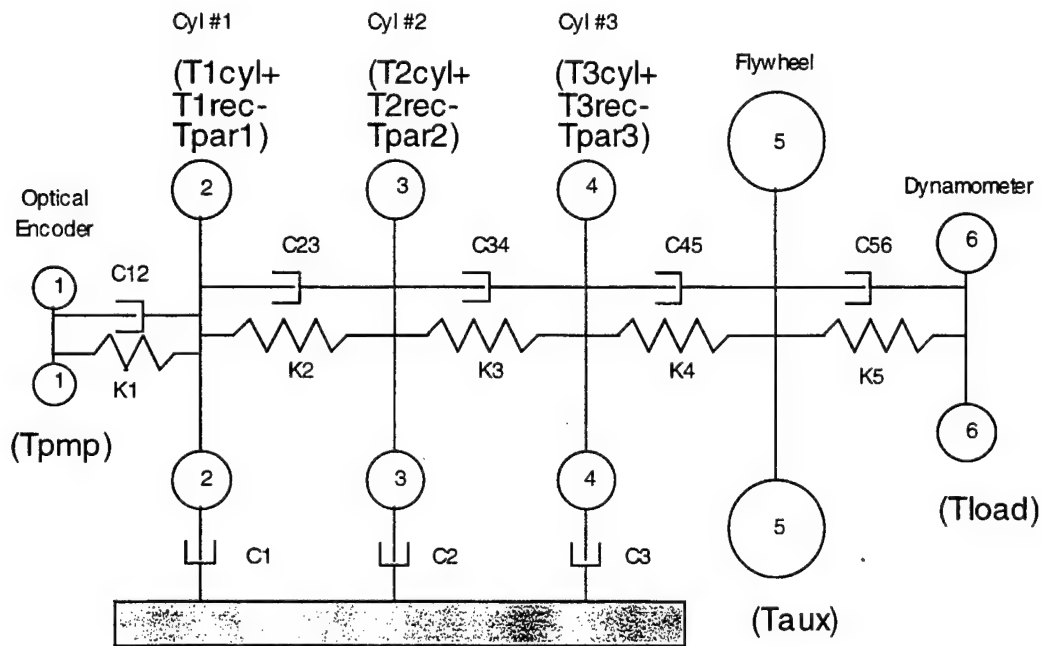 Cyl #1
Cyl #2
Cyl #3
(T1cyl+
T1rec-
Tpar1)
(T2cyl+
T2rec-
Tpar2)
(T3cyl+
T3rec-
Tpar3)
Flywheel
Optical
Encoder
Dynamometer
2
3
4
5
6
1
C12
C23
C34
C45
C56
1
K1
K2
K3
K4
K5
(Tpmp)
2
3
4
5
6
(Tload)
C1
C2
C3
(Taux)